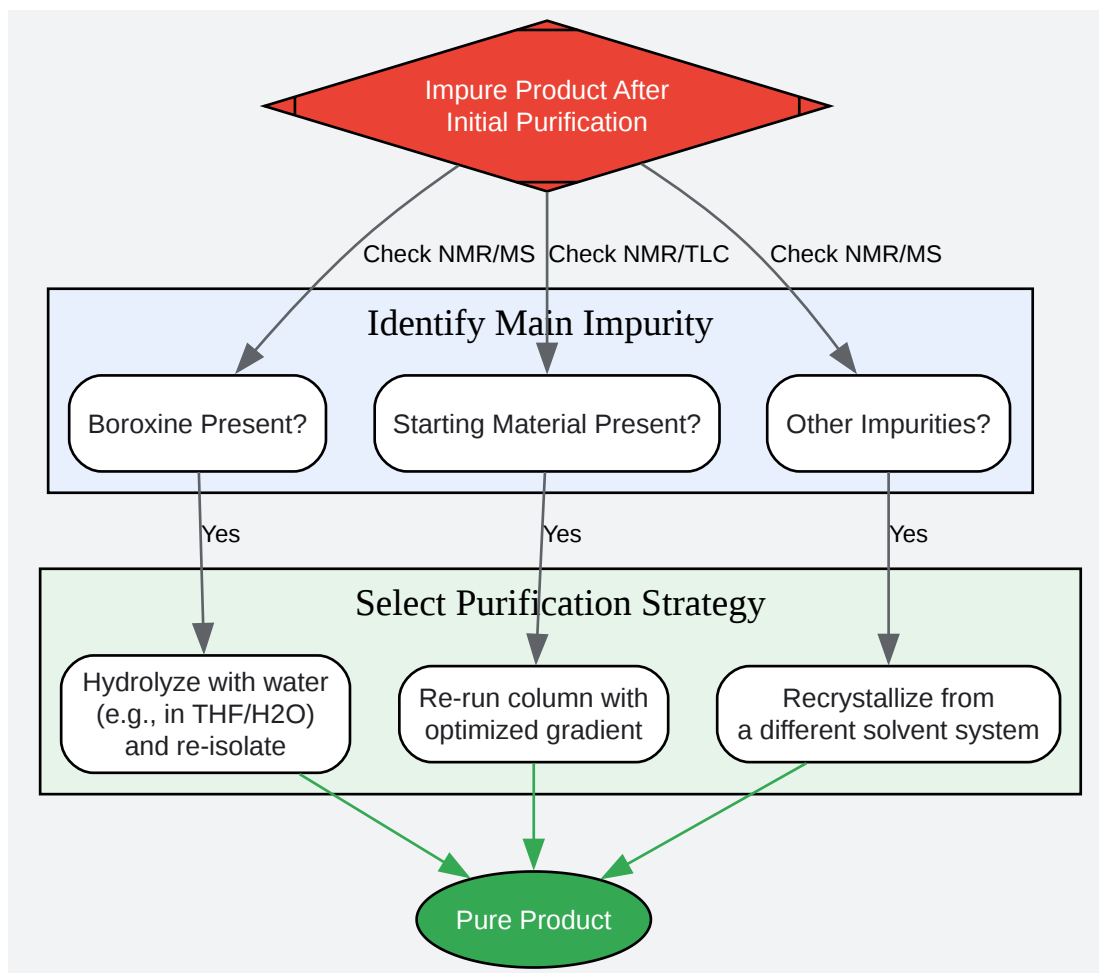 Impure Product After
Initial Purification
Check NMR/MS
Check NMR/TLC
Check NMR/MS
Identify Main Impurity
Boroxine Present?
Starting Material Present?
Other Impurities?
Yes
Yes
Yes
Select Purification Strategy
Hydrolyze with water
(e.g., in THF/H2O)
and re-isolate
Re-run column with
optimized gradient
Recrystallize from
a different solvent system
Pure Product